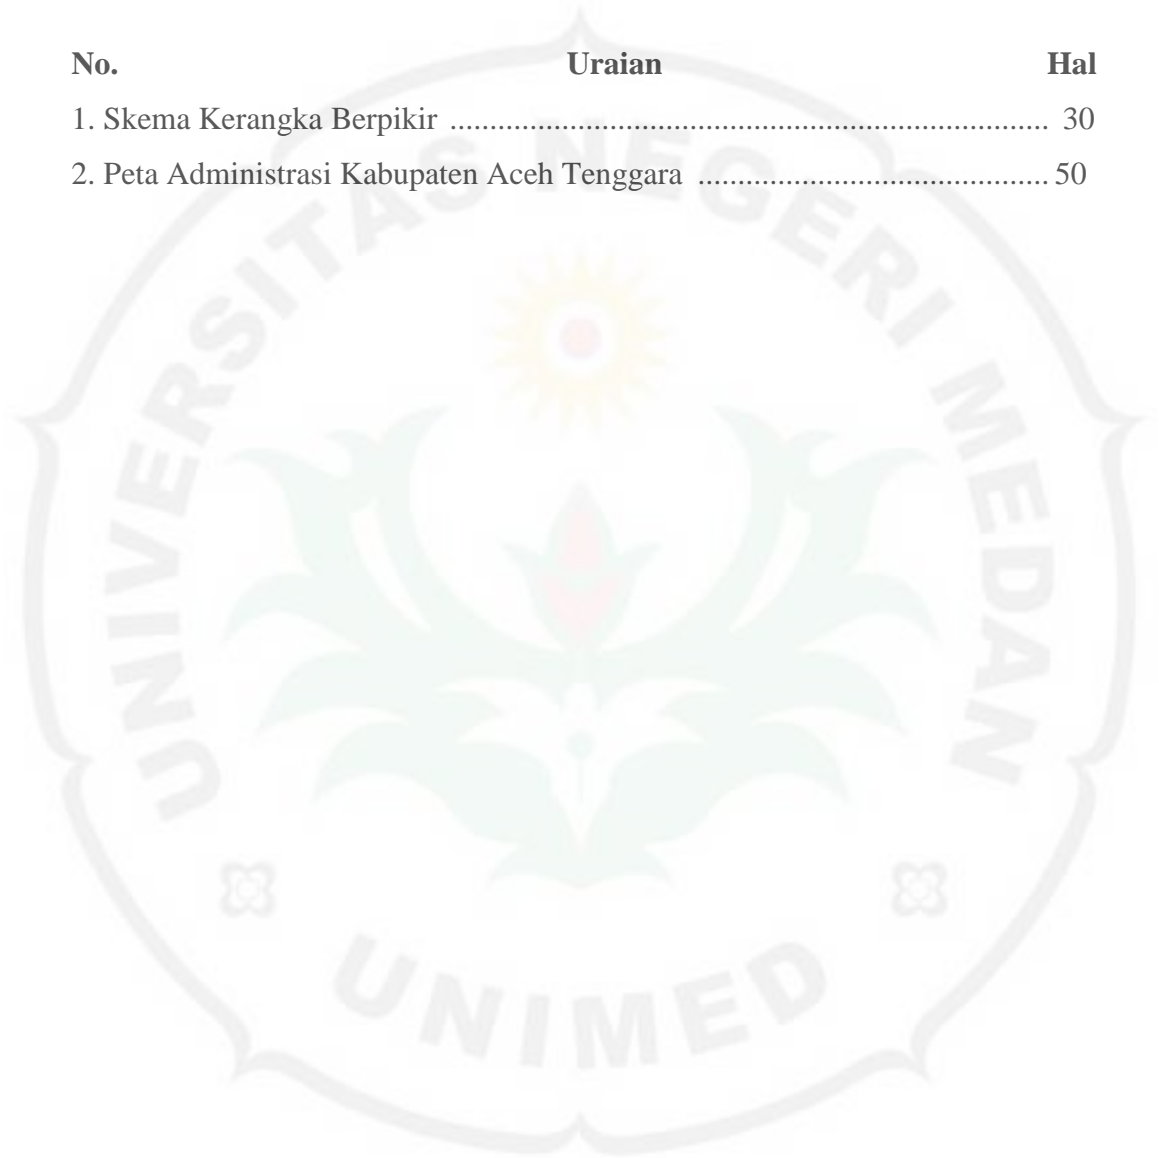 No. Uraian Hal
1. Skema Kerangka Berpikir ........................................................................... 30
2. Peta Administrasi Kabupaten Aceh Tenggara ............................................ 50
UNIVERSITAS NEGERI MEDAN
UNIMED